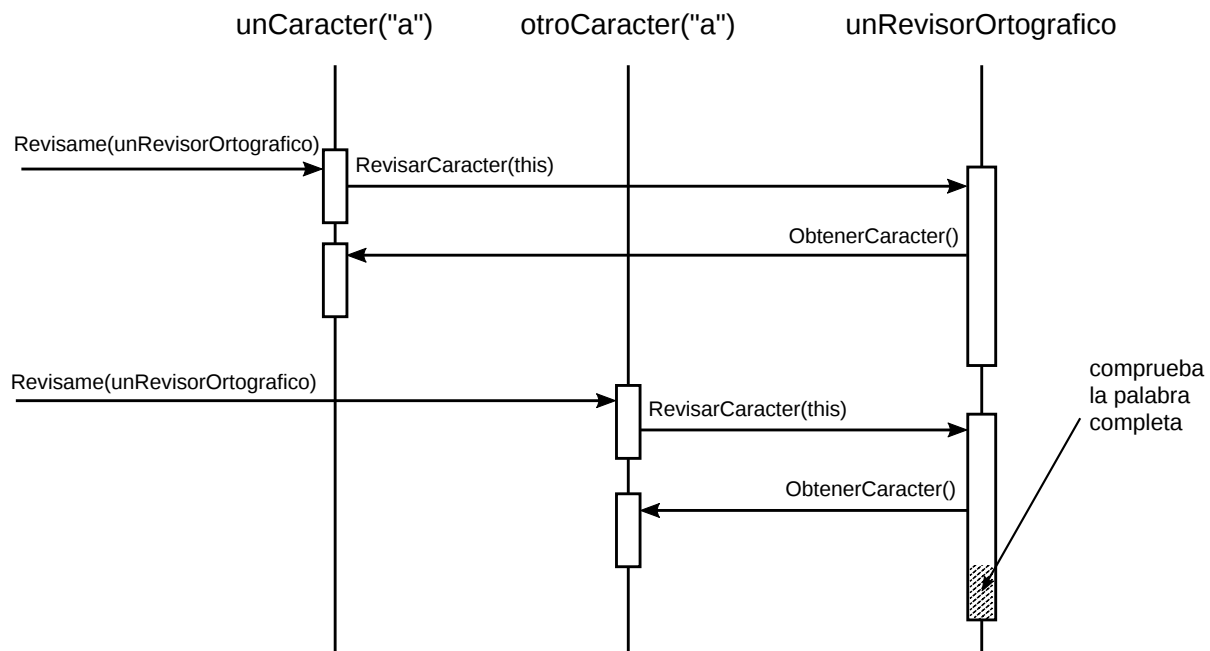 unCaracter("a")
otroCaracter("a")
unRevisorOrtografico
Revisame(unRevisorOrtografico)
RevisarCaracter(this)
ObtenerCaracter()
Revisame(unRevisorOrtografico)
RevisarCaracter(this)
ObtenerCaracter()
comprueba
la palabra
completa